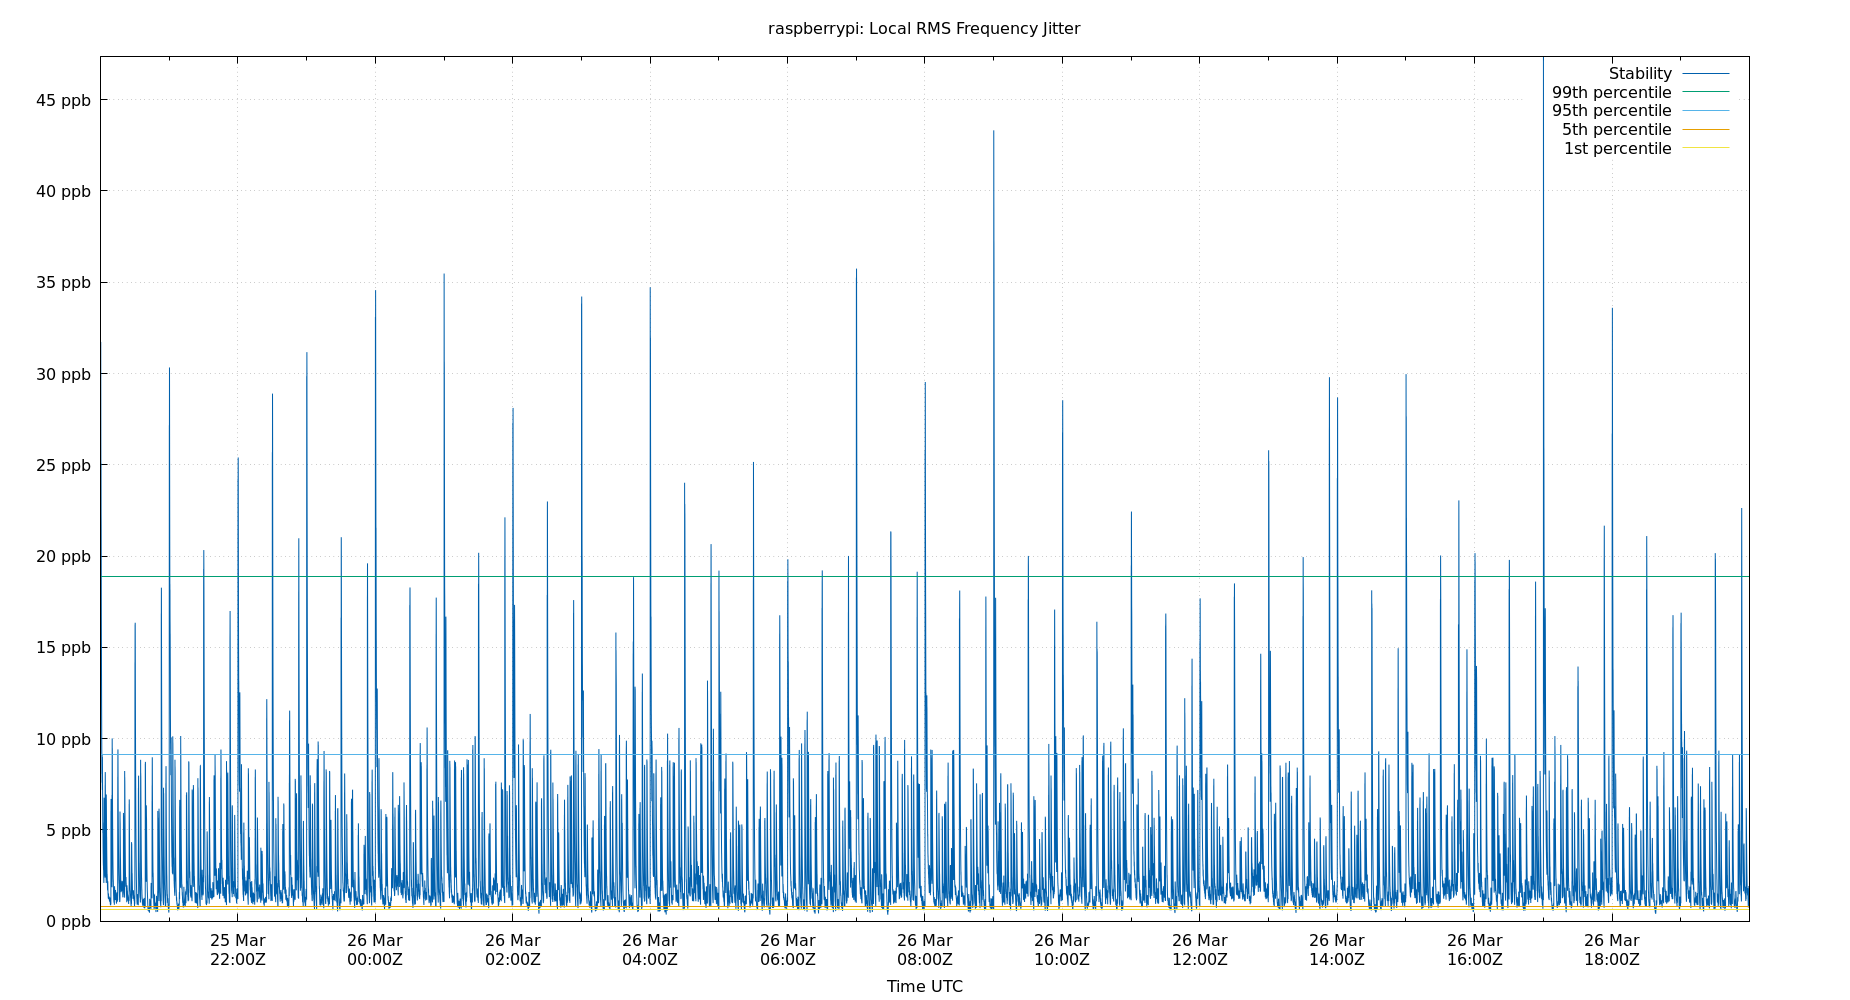 raspberrypi: Local RMS Frequency Jitter
Stability
99th percentile
95th percentile
5th percentile
1st percentile
45 ppb
40 ppb
35 ppb
30 ppb
25 ppb
20 ppb
15 ppb
10 ppb
5 ppb
0 ppb
25 Mar
22:00Z
26 Mar
00:00Z
26 Mar
02:00Z
26 Mar
04:00Z
26 Mar
06:00Z
26 Mar
08:00Z
26 Mar
10:00Z
26 Mar
12:00Z
26 Mar
14:00Z
26 Mar
16:00Z
26 Mar
18:00Z
Time UTC